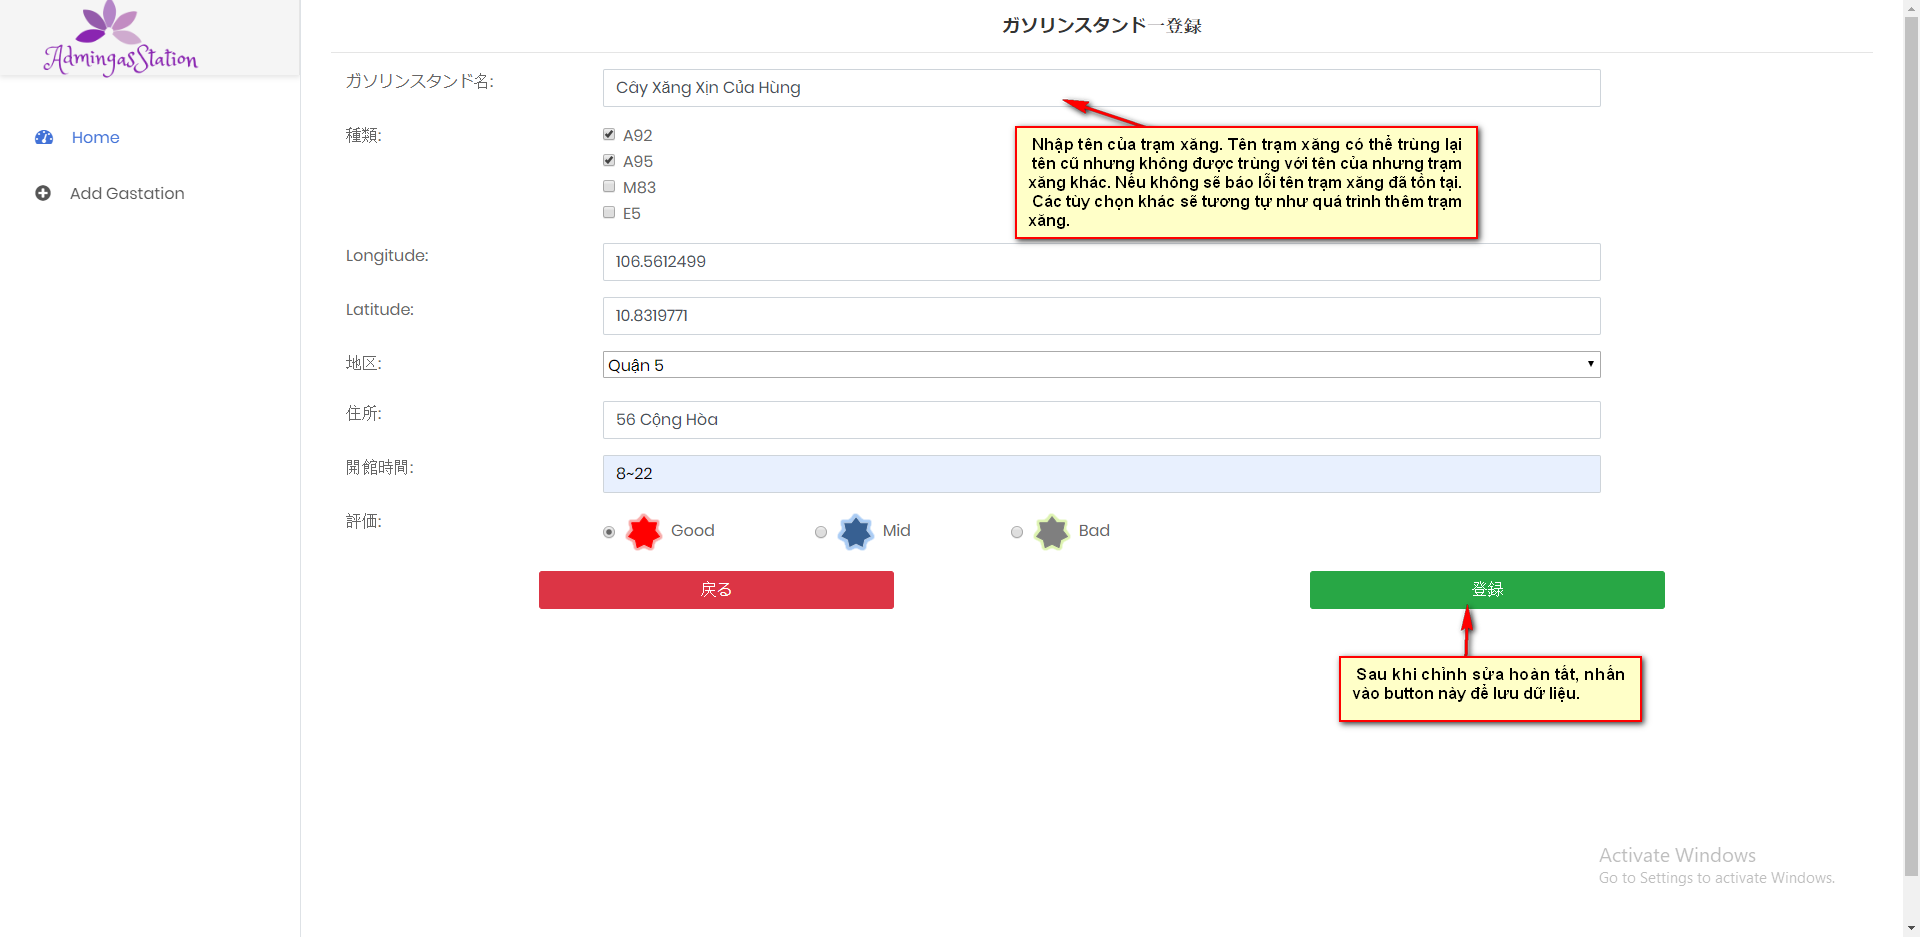 AdmingasStation
Home
Add Gastation
ガソリンスタンド一登録
ガソリンスタンド名:
Cây Xăng Xịn Của Hùng
Nhập tên của trạm xăng. Tên trạm xăng có thể trùng lại
tên cũ nhưng không được trùng với tên của nhưng trạm
xăng khác. Nếu không sẽ báo lỗi tên trạm xăng đã tồn tại.
Các tùy chọn khác sẽ tương tự như quá trình thêm trạm
xăng.
種類:
A92
A95
M83
E5
Longitude:
106.5612499
Latitude:
10.8319771
地区:
Quận 5
住所:
56 Cộng Hòa
開館時間:
8~22
評価:
Good
Mid
Bad
戻る
登録
Sau khi chỉnh sửa hoàn tất, nhấn
vào button này để lưu dữ liệu.
Activate Windows
Go to Settings to activate Windows.